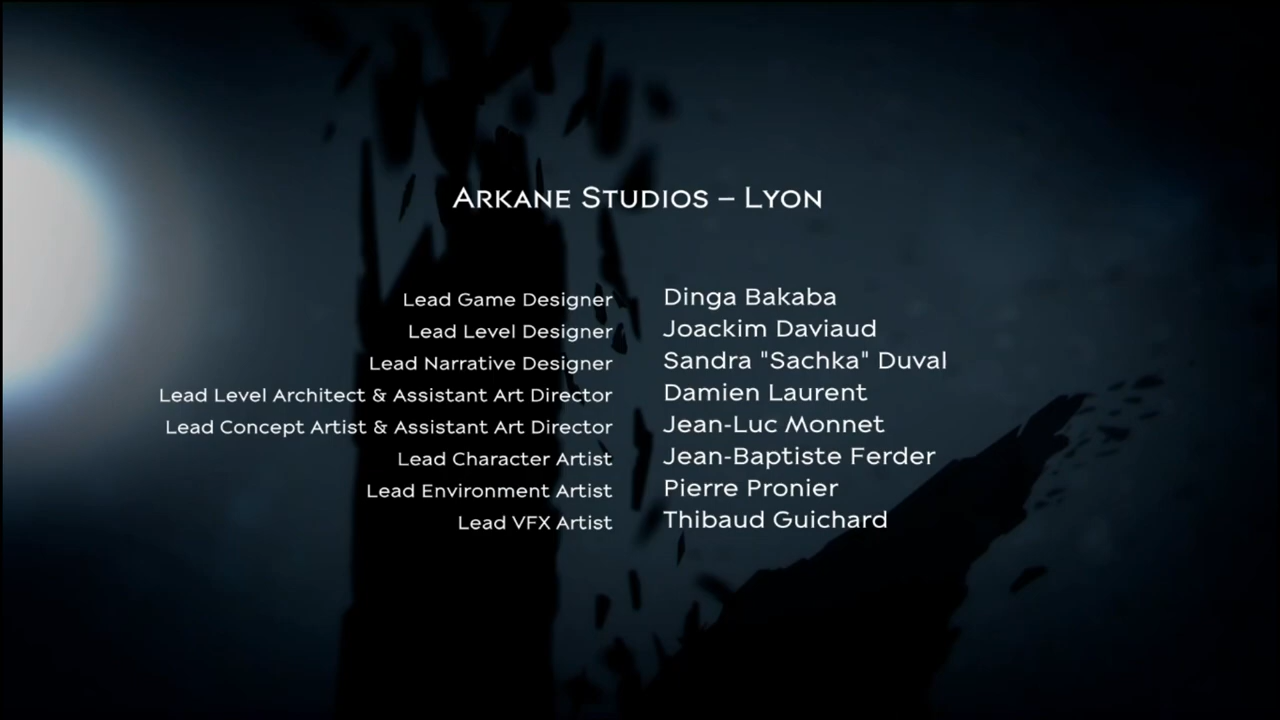 Arkane Studios – Lyon
Lead Game Designer Dinga Bakaba
Lead Level Designer Joackim Daviaud
Lead Narrative Designer Sandra "Sachka" Duval
Lead Level Architect & Assistant Art Director Damien Laurent
Lead Concept Artist & Assistant Art Director Jean-Luc Monnet
Lead Character Artist Jean-Baptiste Ferder
Lead Environment Artist Pierre Pronier
Lead VFX Artist Thibaud Guichard